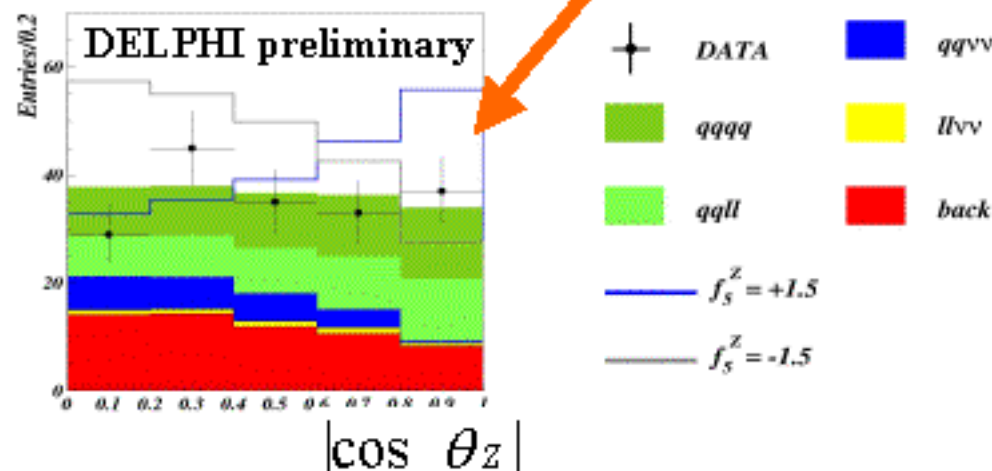 DELPHI preliminary
Entries/0.2
60
40
20
0
0 0.1 0.2 0.3 0.4 0.5 0.6 0.7 0.8 0.9 1
|cos θz|
DATA
qqqq
qqll
qqνν
llνν
back
f₅ᶻ = +1.5
f₅ᶻ = -1.5